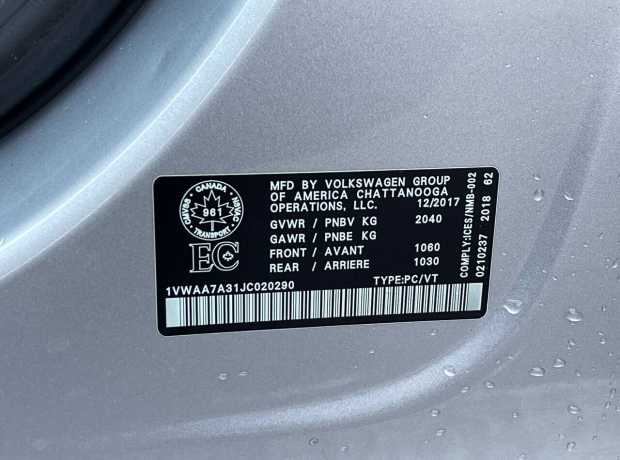 CANADA
961
TRANSPORT
CMVSS
NSVAC
EC
MFD BY VOLKSWAGEN GROUP
OF AMERICA CHATTANOOGA
OPERATIONS, LLC. 12/2017
GVWR / PNBV KG 2040
GAWR / PNBE KG
FRONT / AVANT 1060
REAR / ARRIERE 1030
1VWAA7A31JC020290 TYPE:PC/VT
COMPLY:ICES/NMB-002
0210237 2018 62